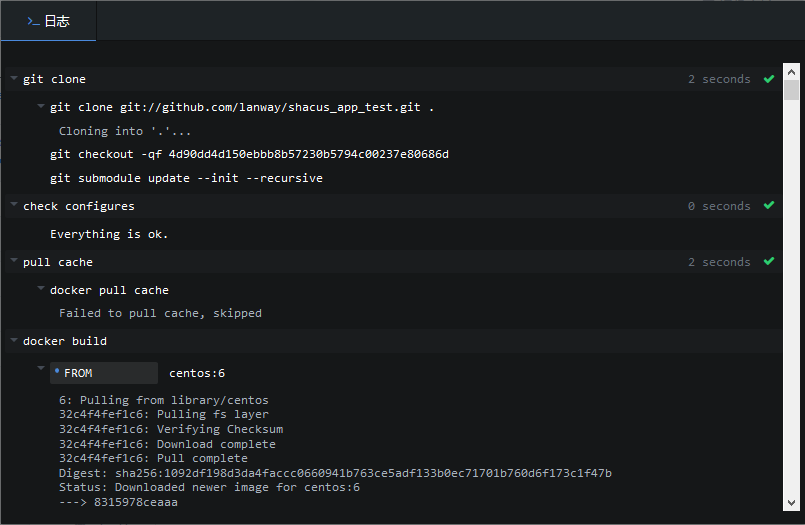 >_ 日志
git clone 2 seconds
git clone git://github.com/lanway/shacus_app_test.git .
Cloning into '.'...
git checkout -qf 4d90dd4d150ebbb8b57230b5794c00237e80686d
git submodule update --init --recursive
check configures 0 seconds
Everything is ok.
pull cache 2 seconds
docker pull cache
Failed to pull cache, skipped
docker build
* FROM centos:6
6: Pulling from library/centos
32c4f4fef1c6: Pulling fs layer
32c4f4fef1c6: Verifying Checksum
32c4f4fef1c6: Download complete
32c4f4fef1c6: Pull complete
Digest: sha256:1092df198d3da4faccc0660941b763ce5adf133b0ec71701b760d6f173c1f47b
Status: Downloaded newer image for centos:6
---> 8315978ceaaa